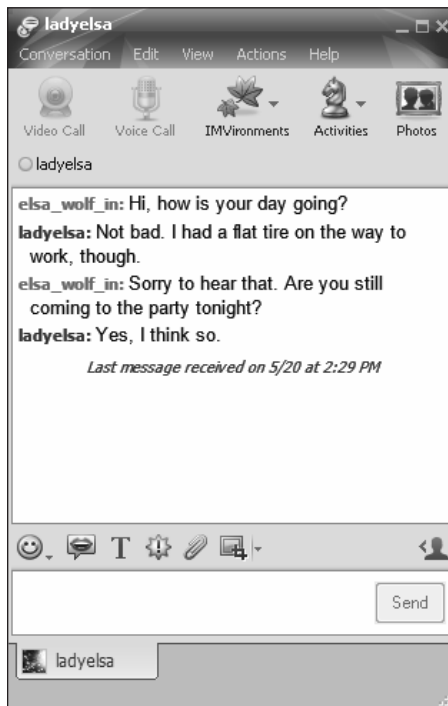 ladyelsa
Conversation Edit View Actions Help
Video Call Voice Call IMVironments Activities Photos
ladyelsa
elsa_wolf_in: Hi, how is your day going?
ladyelsa: Not bad. I had a flat tire on the way to
work, though.
elsa_wolf_in: Sorry to hear that. Are you still
coming to the party tonight?
ladyelsa: Yes, I think so.
Last message received on 5/20 at 2:29 PM
T
Send
ladyelsa